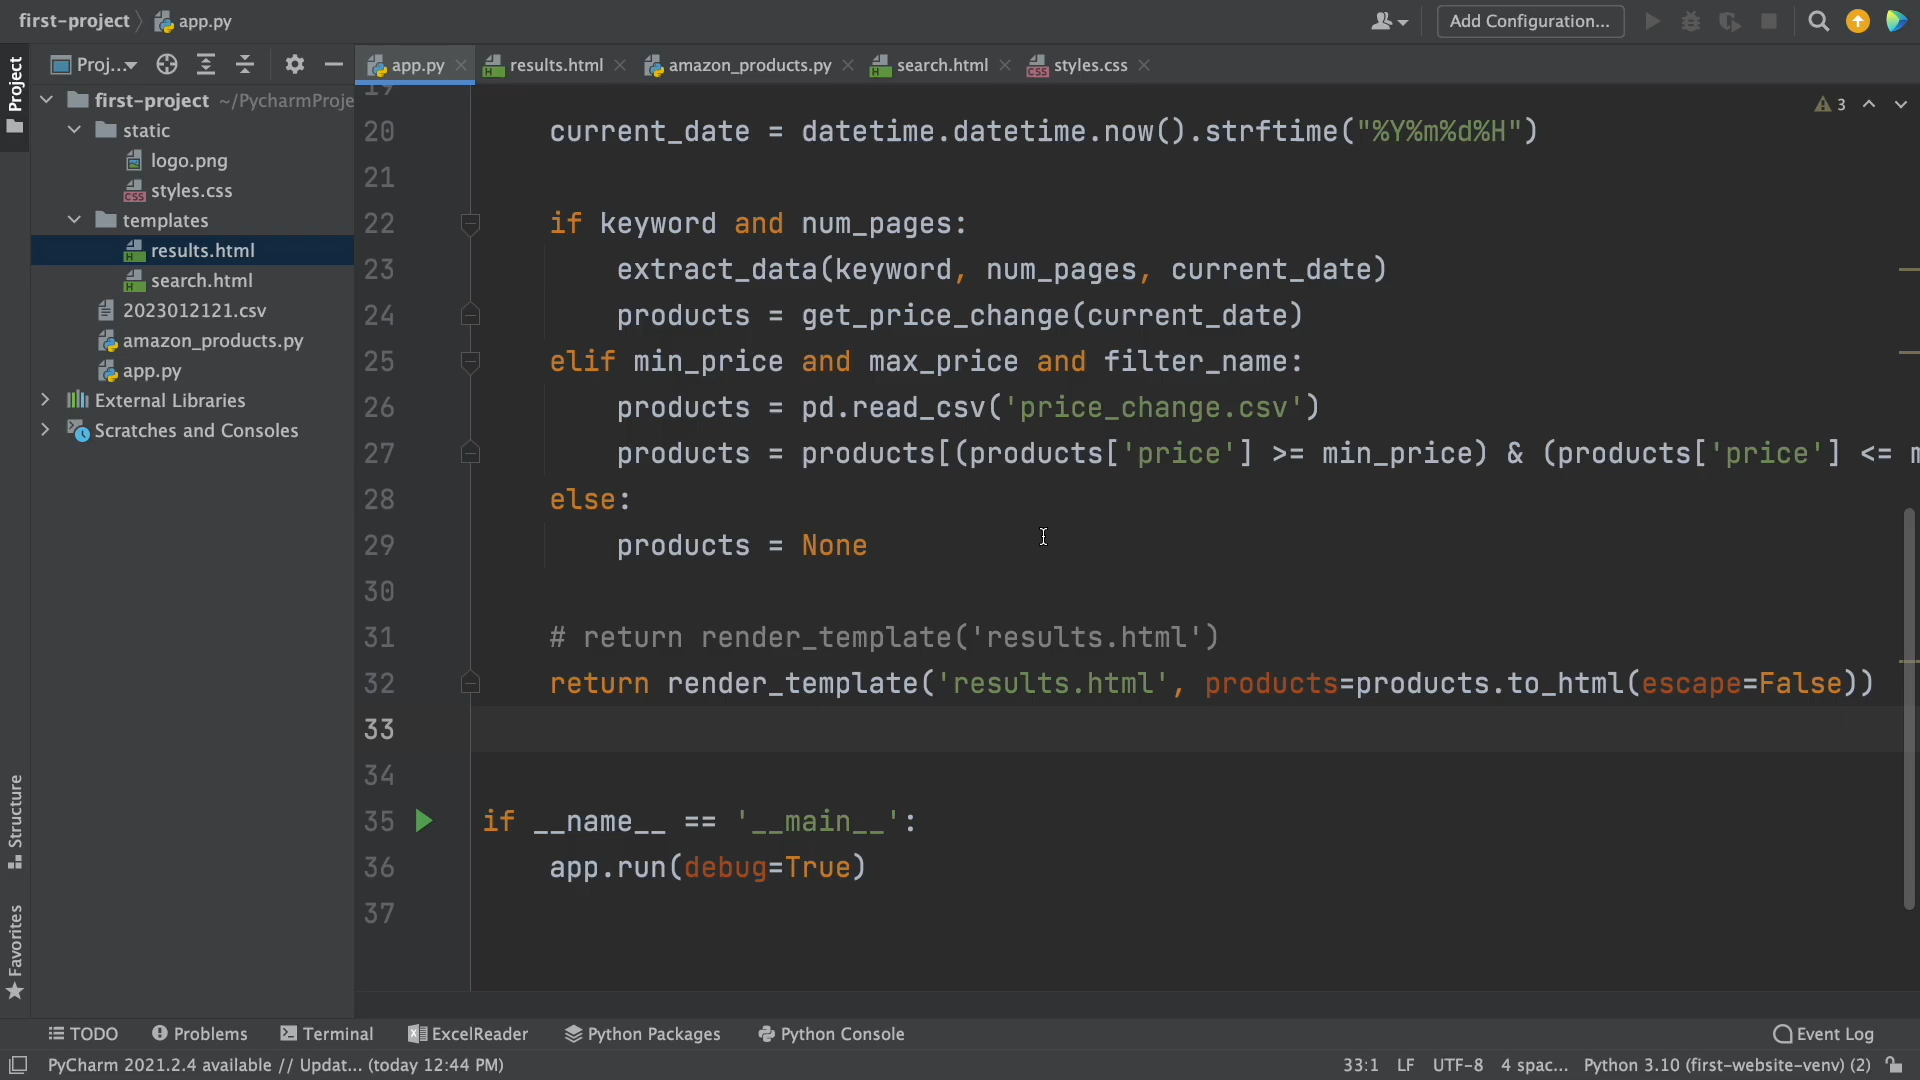 first-project
app.py
Add Configuration...
Project
Proj...
app.py
results.html
amazon_products.py
search.html
styles.css
first-project ~/PycharmProje
static
logo.png
styles.css
templates
results.html
search.html
2023012121.csv
amazon_products.py
app.py
External Libraries
Scratches and Consoles
3
20 current_date = datetime.datetime.now().strftime("%Y%m%d%H")
21
22 if keyword and num_pages:
23 extract_data(keyword, num_pages, current_date)
24 products = get_price_change(current_date)
25 elif min_price and max_price and filter_name:
26 products = pd.read_csv('price_change.csv')
27 products = products[(products['price'] >= min_price) & (products['price'] <= m
28 else:
29 products = None
30
31 # return render_template('results.html')
32 return render_template('results.html', products=products.to_html(escape=False))
33
34
35 if __name__ == '__main__':
36 app.run(debug=True)
37
Structure
Favorites
TODO
Problems
Terminal
ExcelReader
Python Packages
Python Console
Event Log
PyCharm 2021.2.4 available // Updat... (today 12:44 PM)
33:1 LF UTF-8 4 spac... Python 3.10 (first-website-venv) (2)